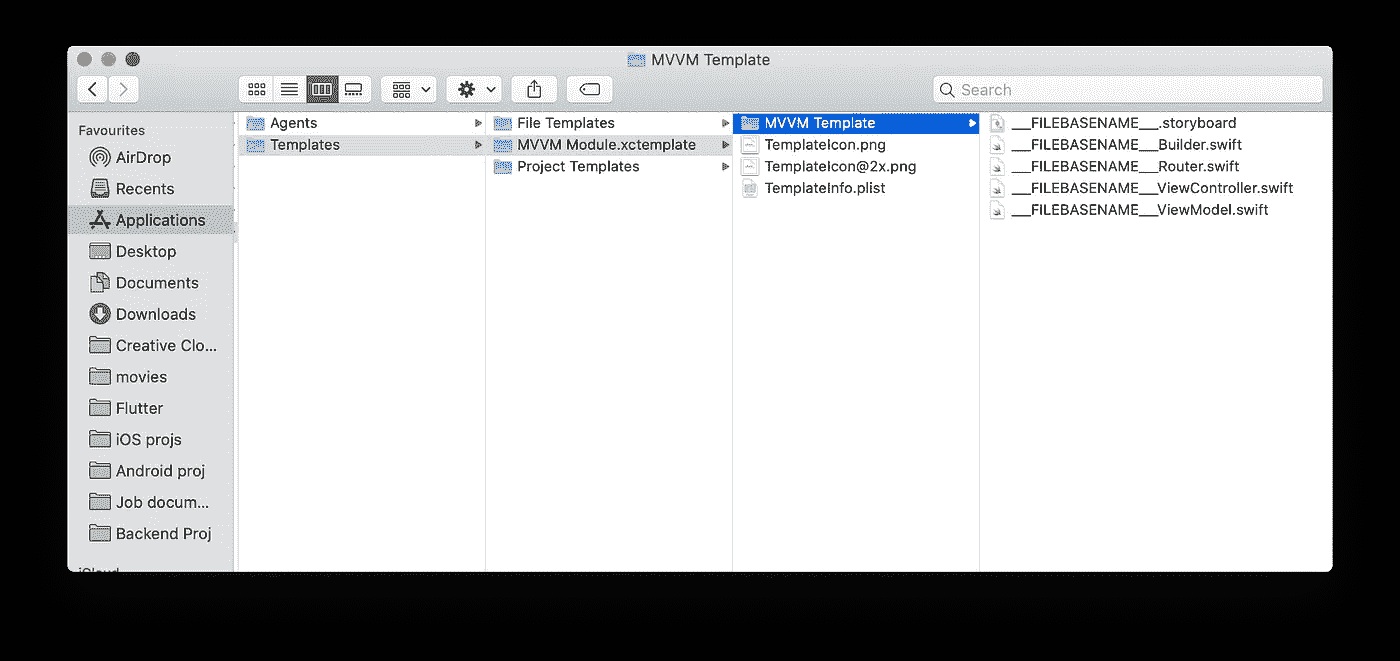 MVVM Template
Search
Favourites
AirDrop
Recents
Applications
Desktop
Documents
Downloads
Creative Clo...
movies
Flutter
iOS projs
Android proj
Job docum...
Backend Proj
iCloud
Agents
Templates
File Templates
MVVM Module.xctemplate
Project Templates
MVVM Template
TemplateIcon.png
TemplateIcon@2x.png
TemplateInfo.plist
___FILEBASENAME___.storyboard
___FILEBASENAME___Builder.swift
___FILEBASENAME___Router.swift
___FILEBASENAME___ViewController.swift
___FILEBASENAME___ViewModel.swift